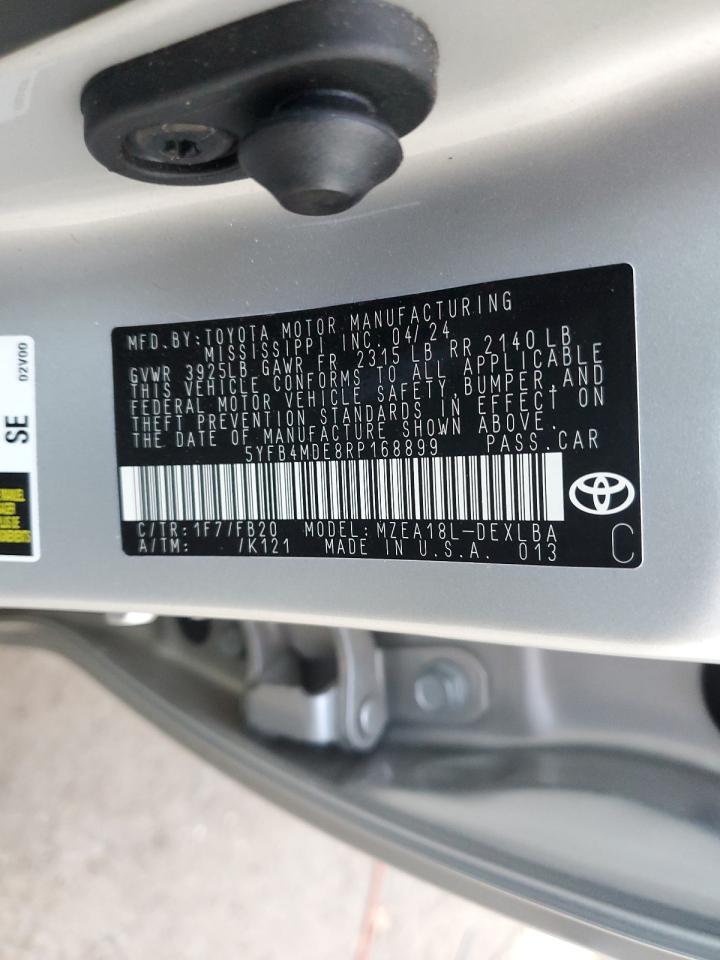 MFD.BY:TOYOTA MOTOR MANUFACTURING
MISSISSIPPI INC. 04/24
GVWR 3925LB GAWR FR 2315 LB RR 2140 LB
THIS VEHICLE CONFORMS TO ALL APPLICABLE
FEDERAL MOTOR VEHICLE SAFETY,BUMPER,AND
THEFT PREVENTION STANDARDS IN EFFECT ON
THE DATE OF MANUFACTURE SHOWN ABOVE.
5YFB4MDE8RP168899 PASS.CAR
C/TR:1F7/FB20 MODEL:MZEA18L-DEXLBA
A/TM: /K121 MADE IN U.S.A. 013
C
02V00
SE